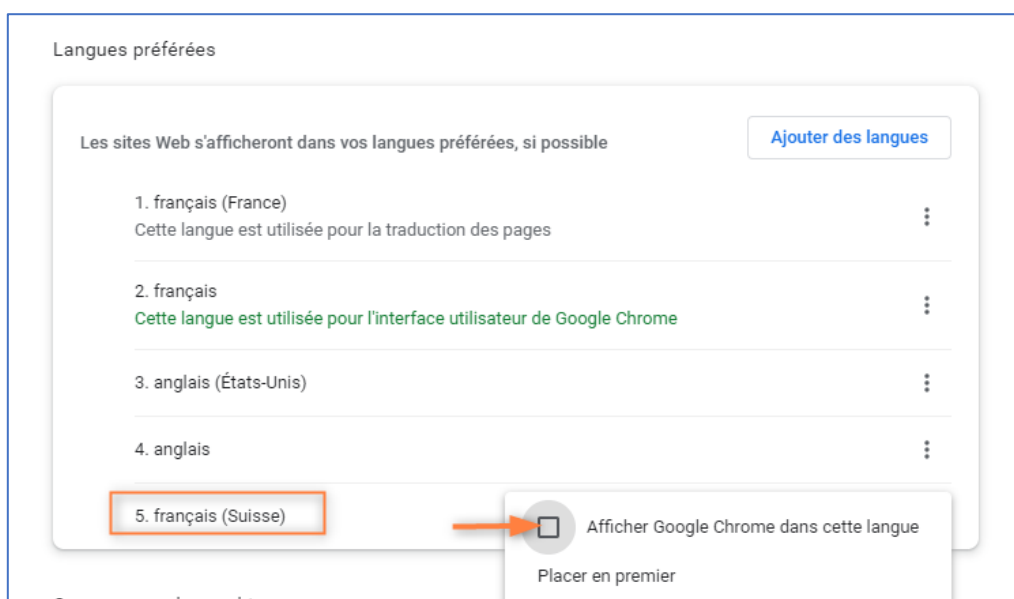 Langues préférées
Les sites Web s'afficheront dans vos langues préférées, si possible
Ajouter des langues
1. français (France)
Cette langue est utilisée pour la traduction des pages
2. français
Cette langue est utilisée pour l'interface utilisateur de Google Chrome
3. anglais (États-Unis)
4. anglais
5. français (Suisse)
Afficher Google Chrome dans cette langue
Placer en premier